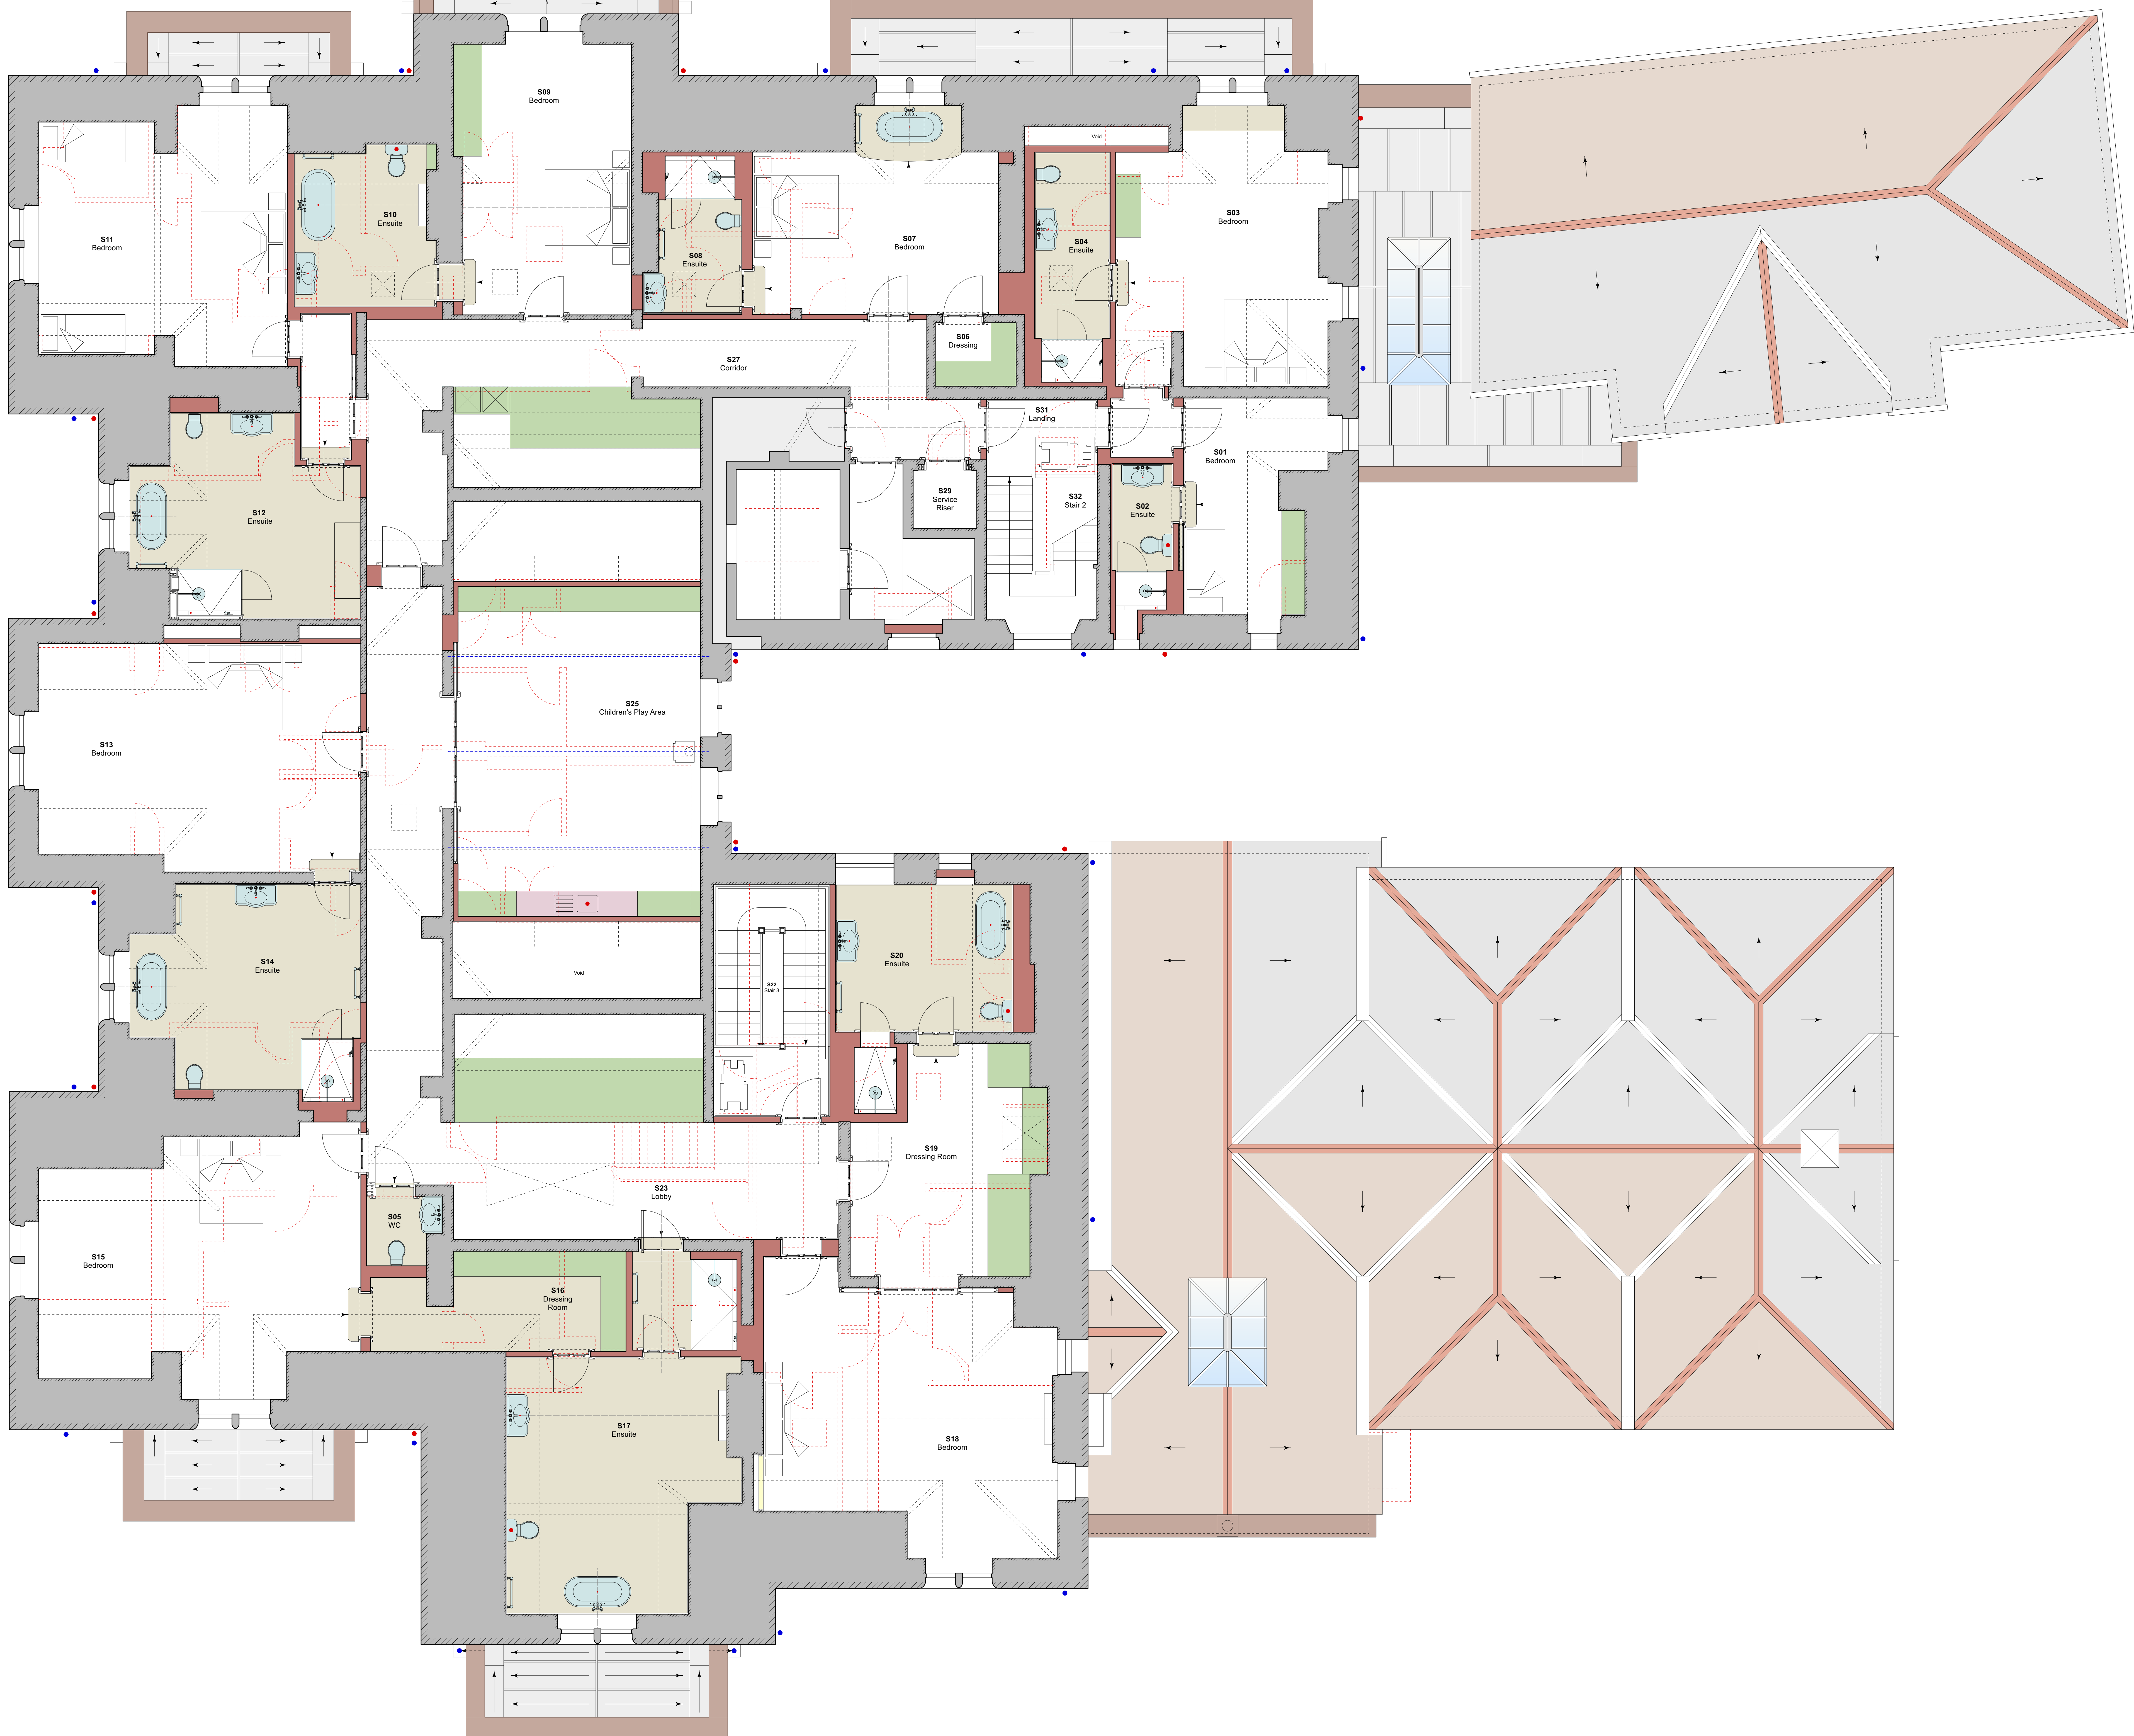 S09
Bedroom
Void
S10
Ensuite
S03
Bedroom
S11
Bedroom
S07
Bedroom
S04
Ensuite
S08
Ensuite
S06
Dressing
S27
Corridor
S31
Landing
S01
Bedroom
S29
Service
Riser
S32
Stair 2
S02
Ensuite
S12
Ensuite
S25
Children's Play Area
S13
Bedroom
S14
Ensuite
S20
Ensuite
Void
S22
Stair 3
S19
Dressing Room
S23
Lobby
S05
WC
S15
Bedroom
S16
Dressing
Room
S17
Ensuite
S18
Bedroom